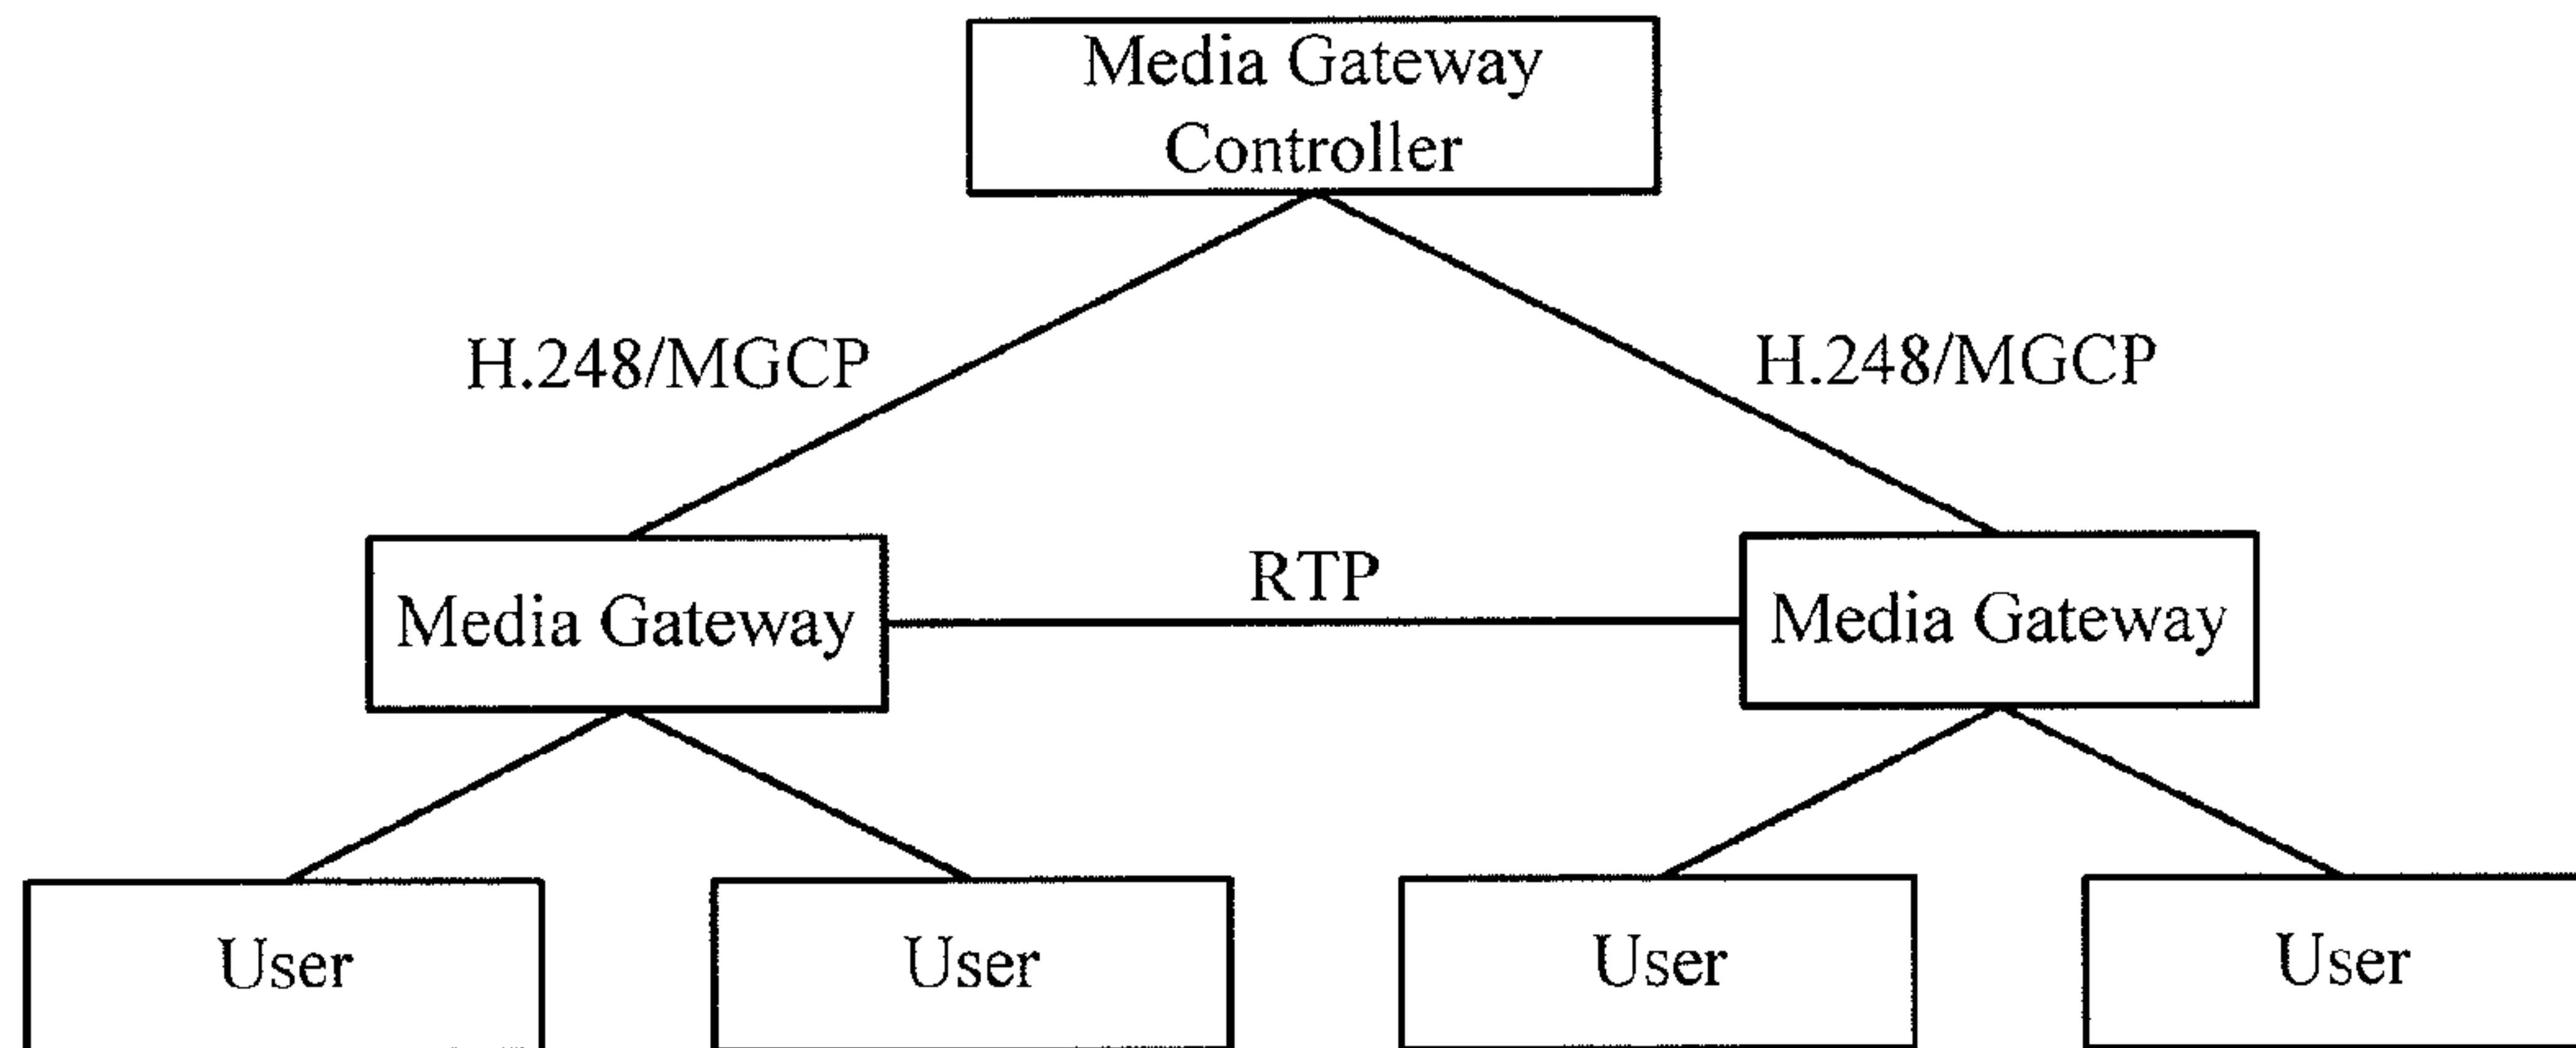 Media Gateway
Controller
H.248/MGCP
H.248/MGCP
RTP
Media Gateway
Media Gateway
User
User
User
User